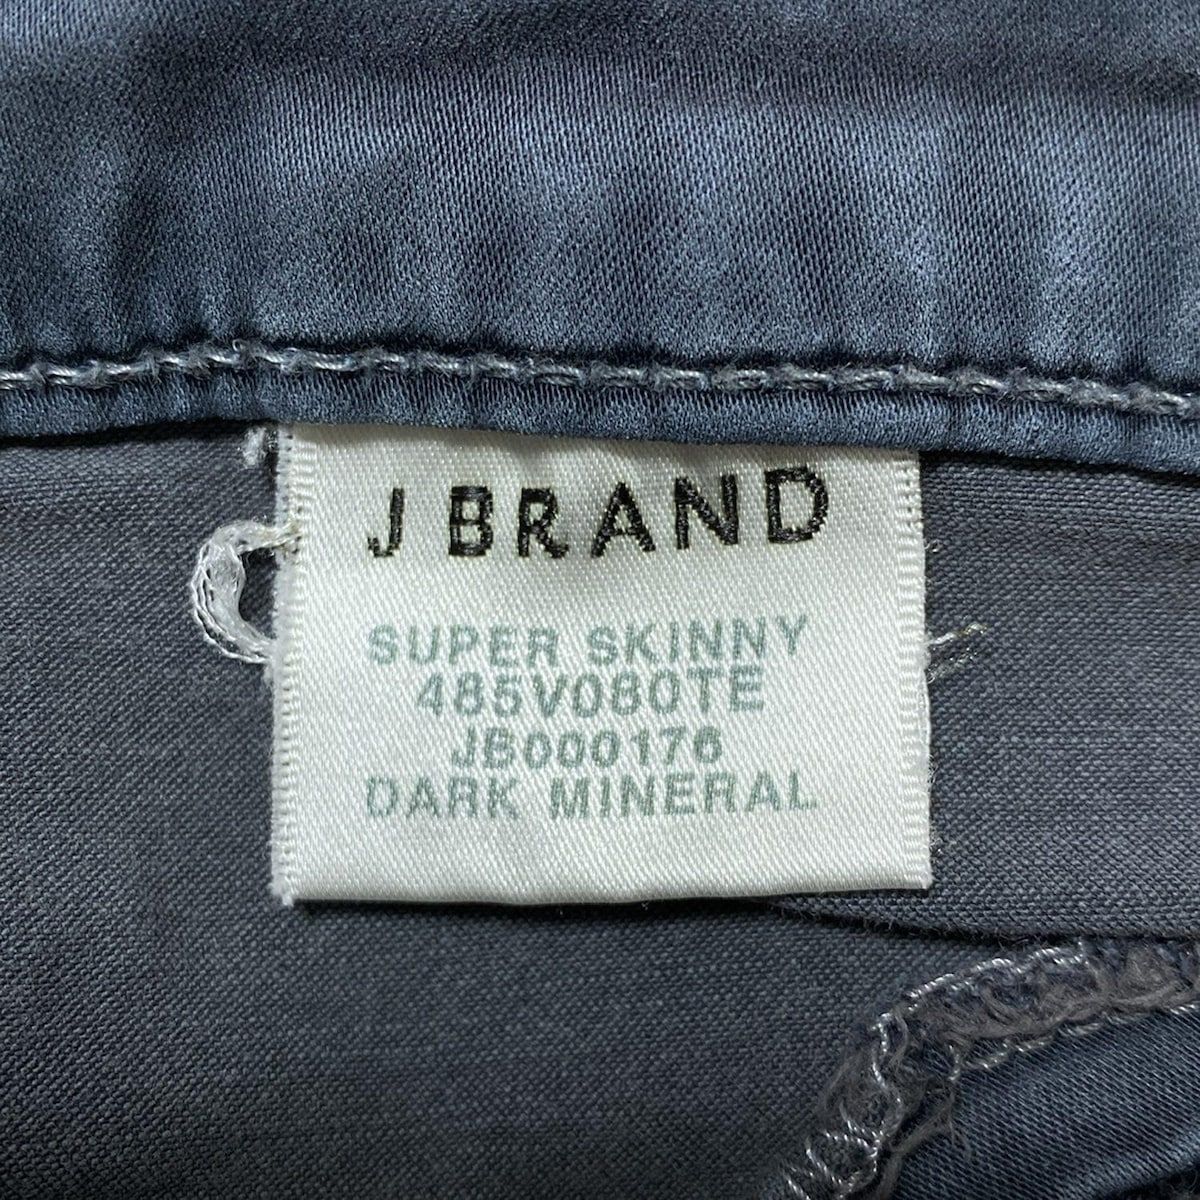 J BRAND
SUPER SKINNY
485V080TE
JB000176
DARK MINERAL